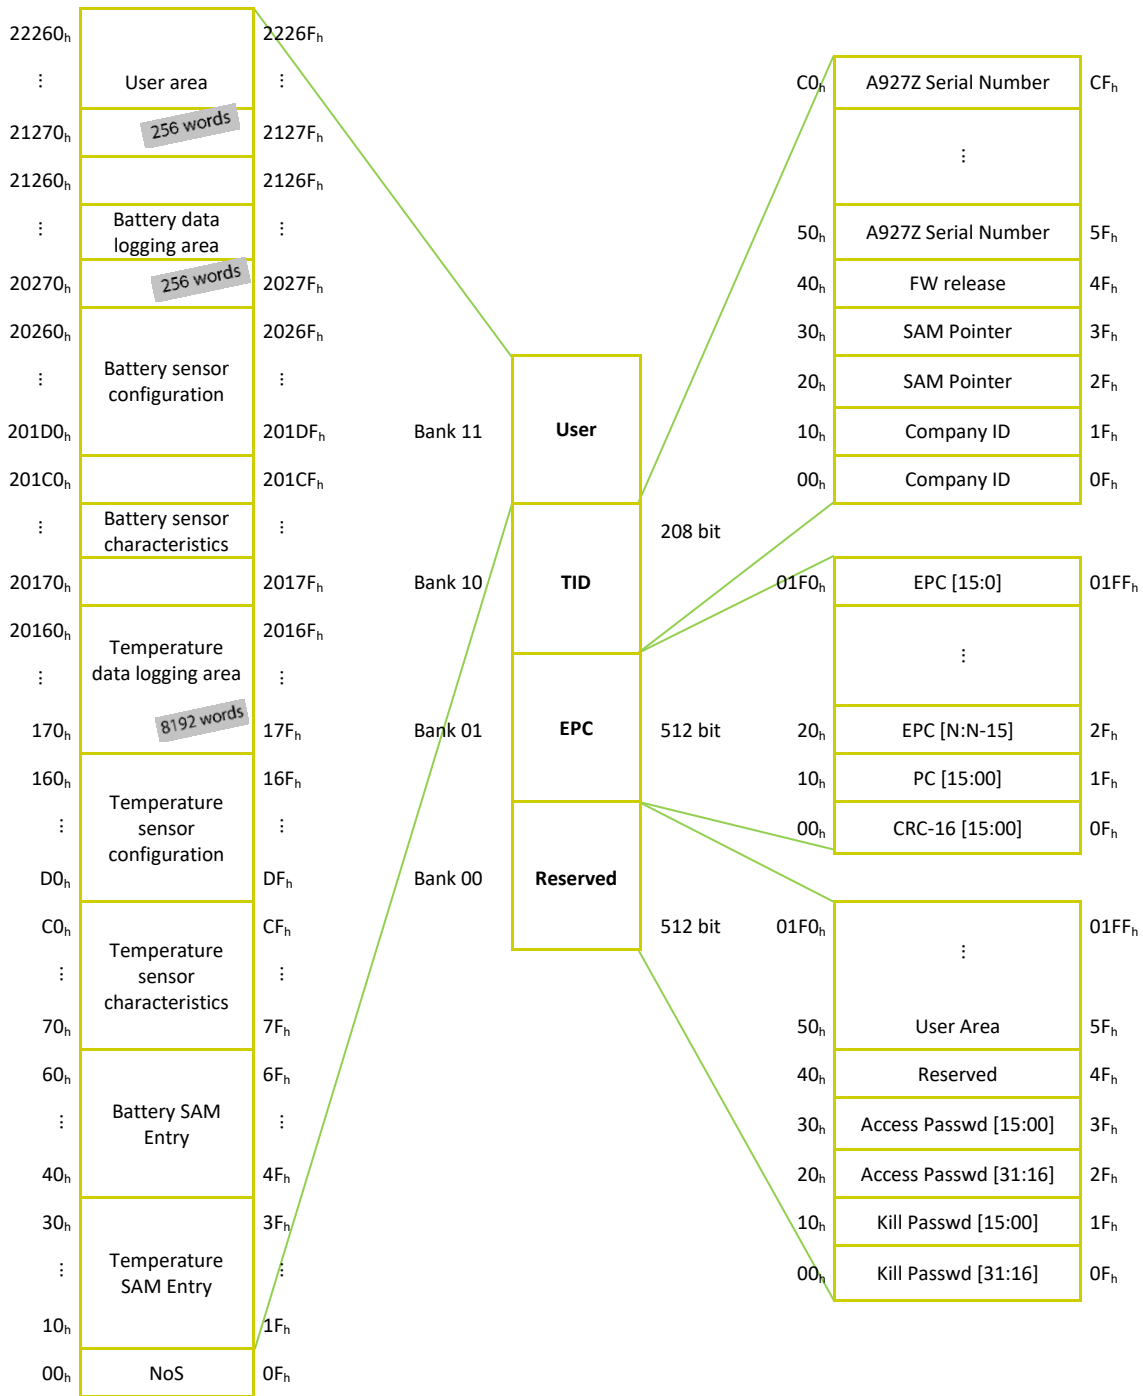 22260h 2226Fh
⋮ User area ⋮
21270h 256 words 2127Fh
21260h 2126Fh
⋮ Battery data
logging area ⋮
20270h 256 words 2027Fh
20260h 2026Fh
⋮ Battery sensor
configuration ⋮
201D0h 201DFh
201C0h 201CFh
⋮ Battery sensor
characteristics ⋮
20170h 2017Fh
20160h 2016Fh
Temperature
data logging area
⋮ ⋮
8192 words
170h 17Fh
160h 16Fh
Temperature
⋮ sensor ⋮
configuration
D0h DFh
C0h CFh
Temperature
⋮ sensor ⋮
characteristics
70h 7Fh
60h 6Fh
⋮ Battery SAM
Entry ⋮
40h 4Fh
30h 3Fh
Temperature
⋮ SAM Entry ⋮
10h 1Fh
00h NoS 0Fh
Bank 11 User
Bank 10 TID 208 bit
Bank 01 EPC 512 bit
Bank 00 Reserved 512 bit
C0h A927Z Serial Number CFh
⋮
50h A927Z Serial Number 5Fh
40h FW release 4Fh
30h SAM Pointer 3Fh
20h SAM Pointer 2Fh
10h Company ID 1Fh
00h Company ID 0Fh
01F0h EPC [15:0] 01FFh
⋮
20h EPC [N:N-15] 2Fh
10h PC [15:00] 1Fh
00h CRC-16 [15:00] 0Fh
01F0h 01FFh
⋮
50h User Area 5Fh
40h Reserved 4Fh
30h Access Passwd [15:00] 3Fh
20h Access Passwd [31:16] 2Fh
10h Kill Passwd [15:00] 1Fh
00h Kill Passwd [31:16] 0Fh